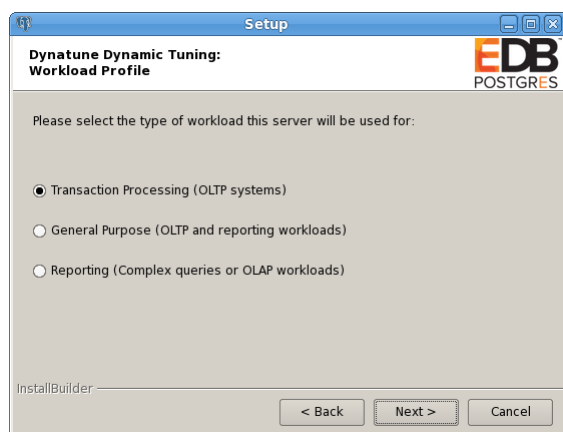 Setup
Dynatune Dynamic Tuning:
Workload Profile
EDB
POSTGRES
Please select the type of workload this server will be used for:
Transaction Processing (OLTP systems)
General Purpose (OLTP and reporting workloads)
Reporting (Complex queries or OLAP workloads)
InstallBuilder
< Back Next > Cancel